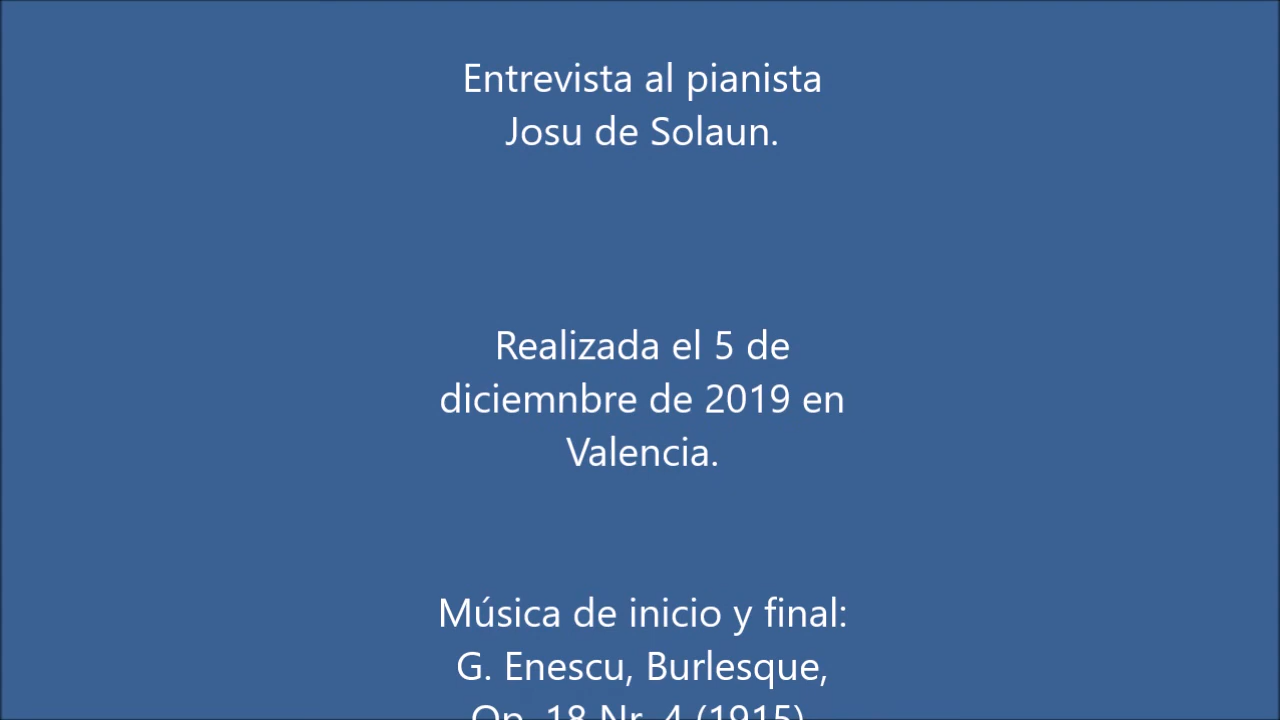 Entrevista al pianista
Josu de Solaun.
Realizada el 5 de
diciemnbre de 2019 en
Valencia.
Música de inicio y final:
G. Enescu, Burlesque,
Op. 18 Nr. 4 (1915)